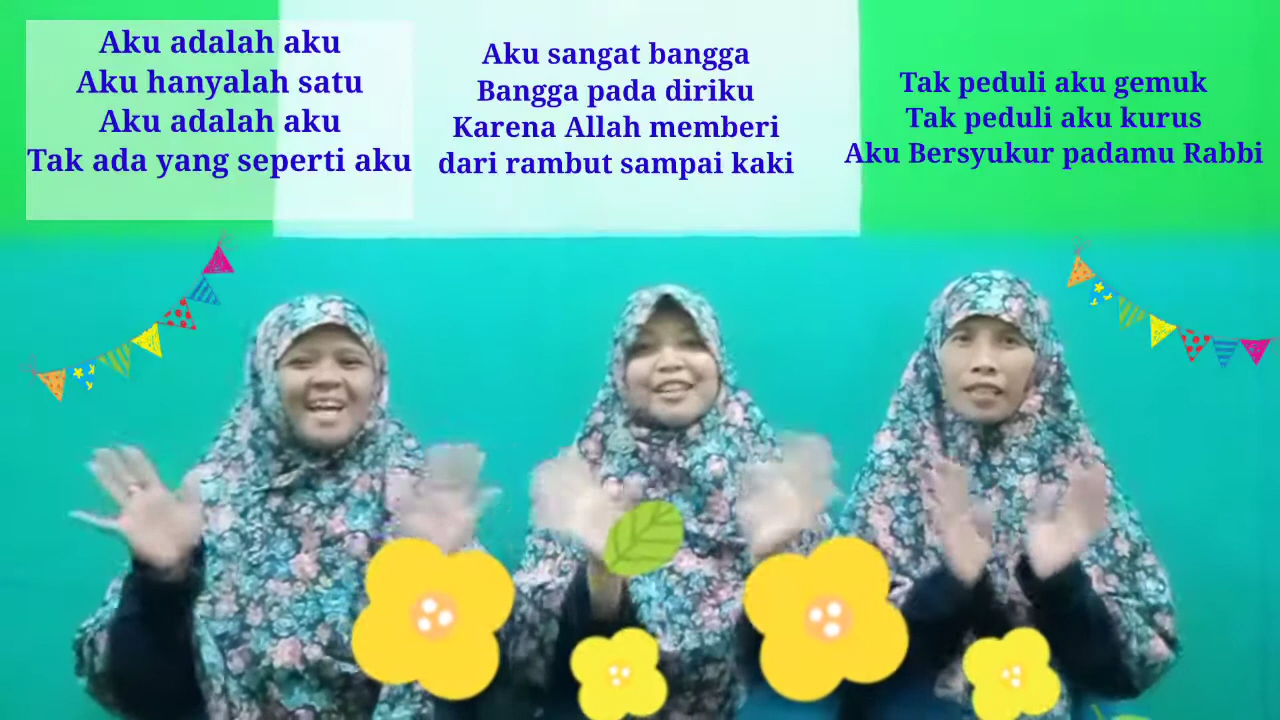 Aku adalah aku
Aku hanyalah satu
Aku adalah aku
Tak ada yang seperti aku
Aku sangat bangga
Bangga pada diriku
Karena Allah memberi
dari rambut sampai kaki
Tak peduli aku gemuk
Tak peduli aku kurus
Aku Bersyukur padamu Rabbi